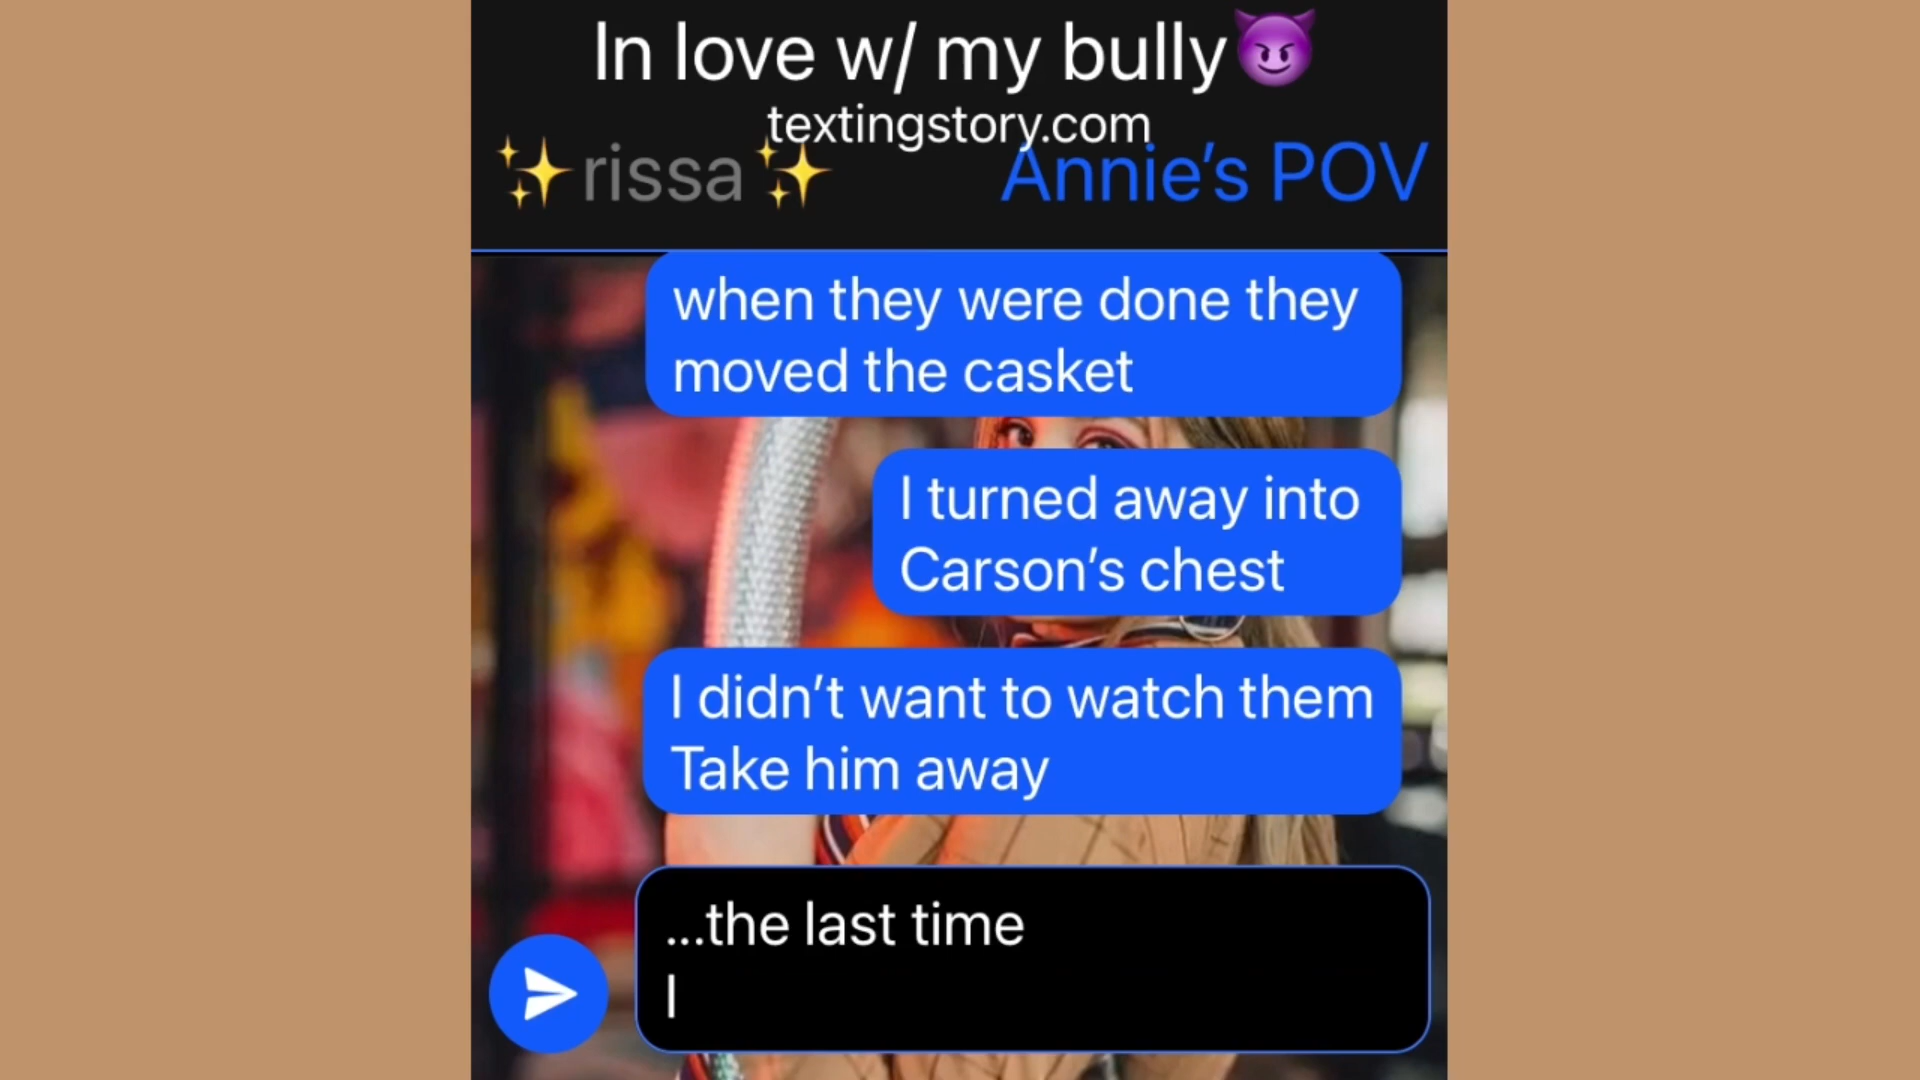 In love w/ my bully😈
textingstory.com
✨rissa✨ Annie’s POV
when they were done they
moved the casket
I turned away into
Carson’s chest
I didn’t want to watch them
Take him away
...the last time